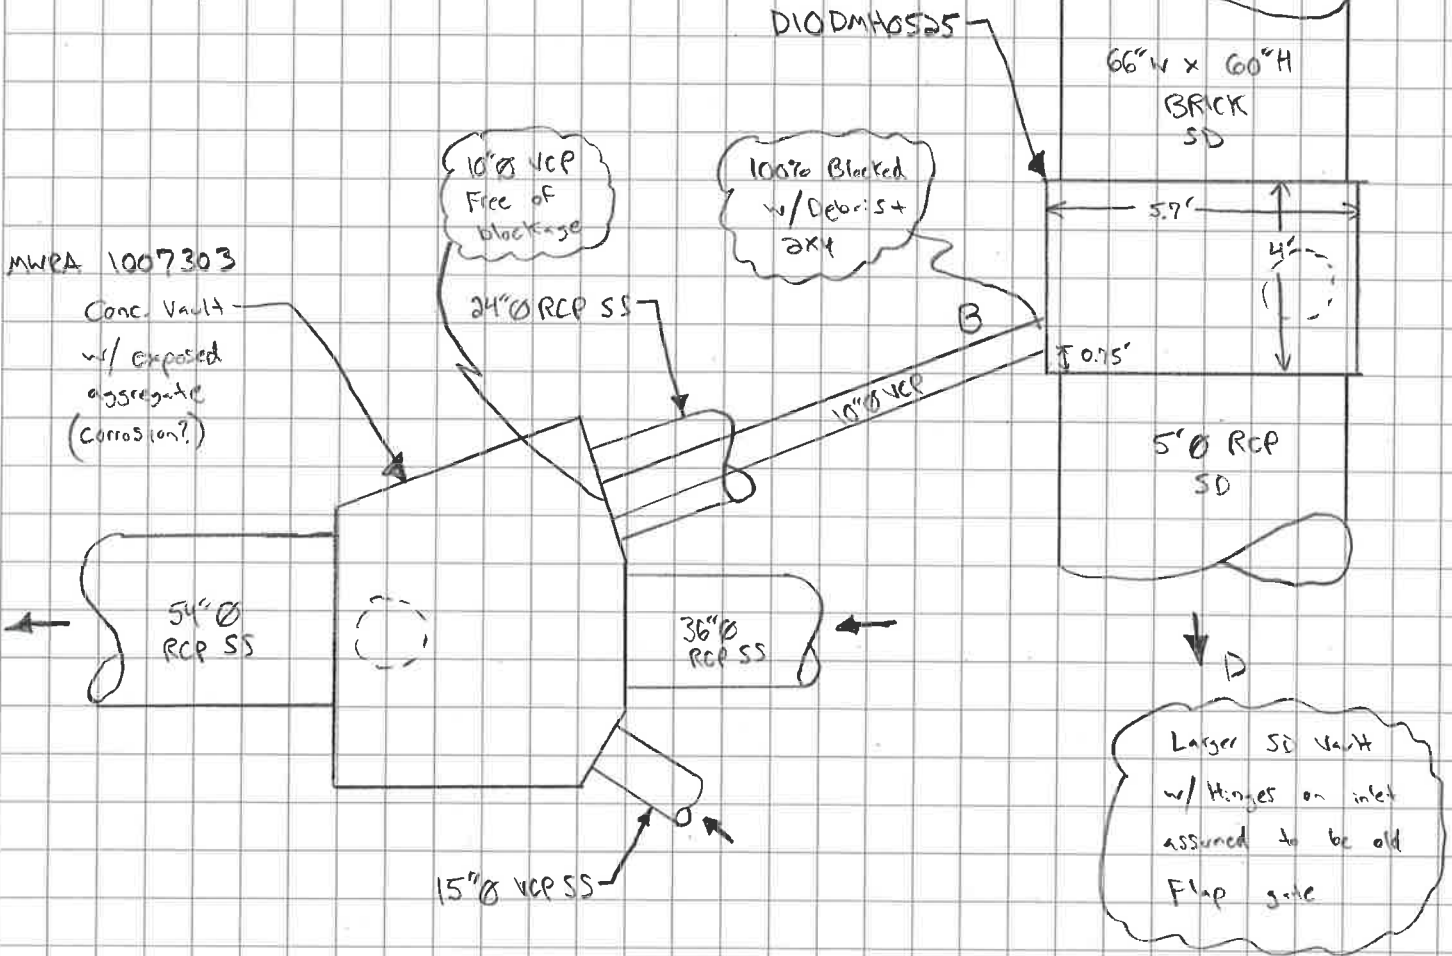 D10DMH0525
66"W x 60"H
BRICK
SD
10"Ø VCP
Free of
blockage
100% Blocked
w/ Debris +
2x4
5.7'
4'
MWRA 1007303
Conc. Vault
w/ exposed
aggregate
(corrosion?)
24"Ø RCP SS
B
0.75'
10"Ø VCP
5'Ø RCP
SD
54"Ø
RCP SS
36"Ø
RCP SS
D
Larger SD Vault
w/ Hinges on inlet
assumed to be old
Flap gate
15"Ø VCP SS